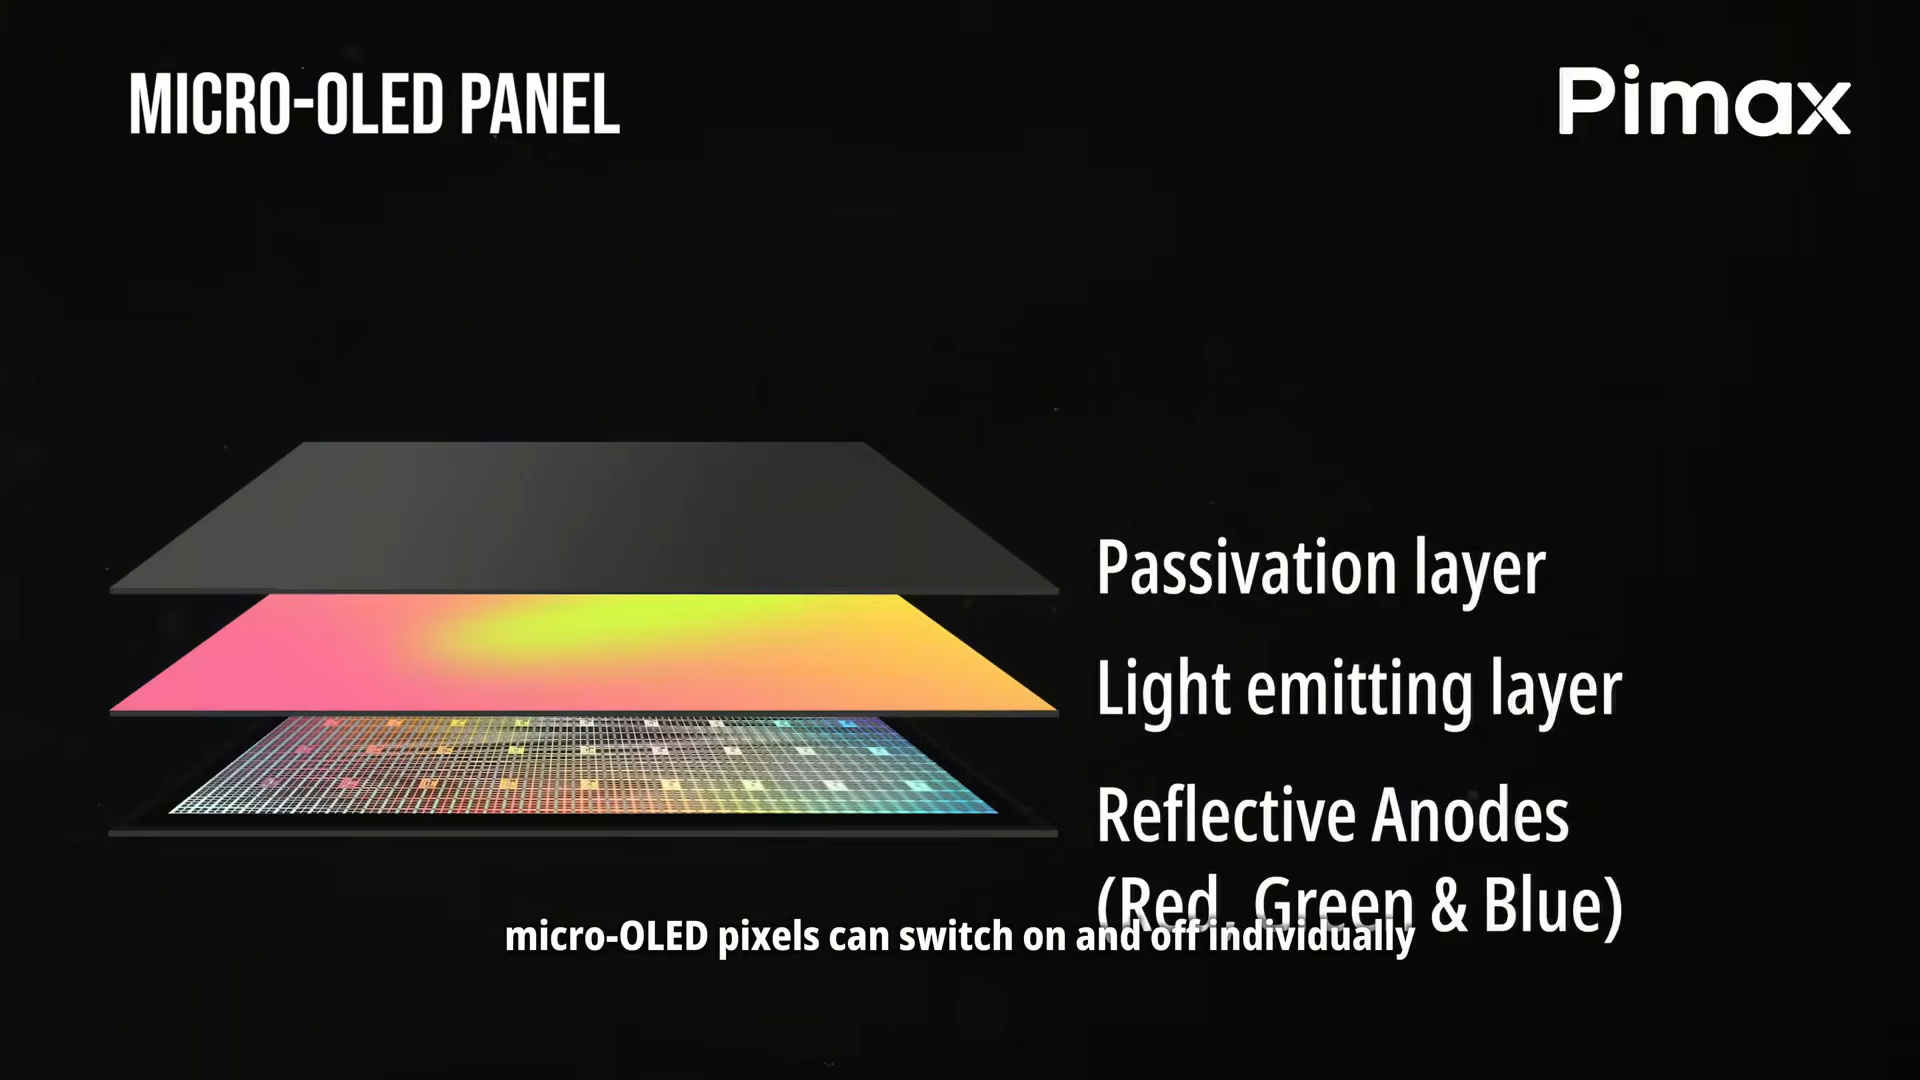 MICRO-OLED PANEL
Pimax
Passivation layer
Light emitting layer
Reflective Anodes
(Red, Green & Blue)
micro-OLED pixels can switch on and off individually